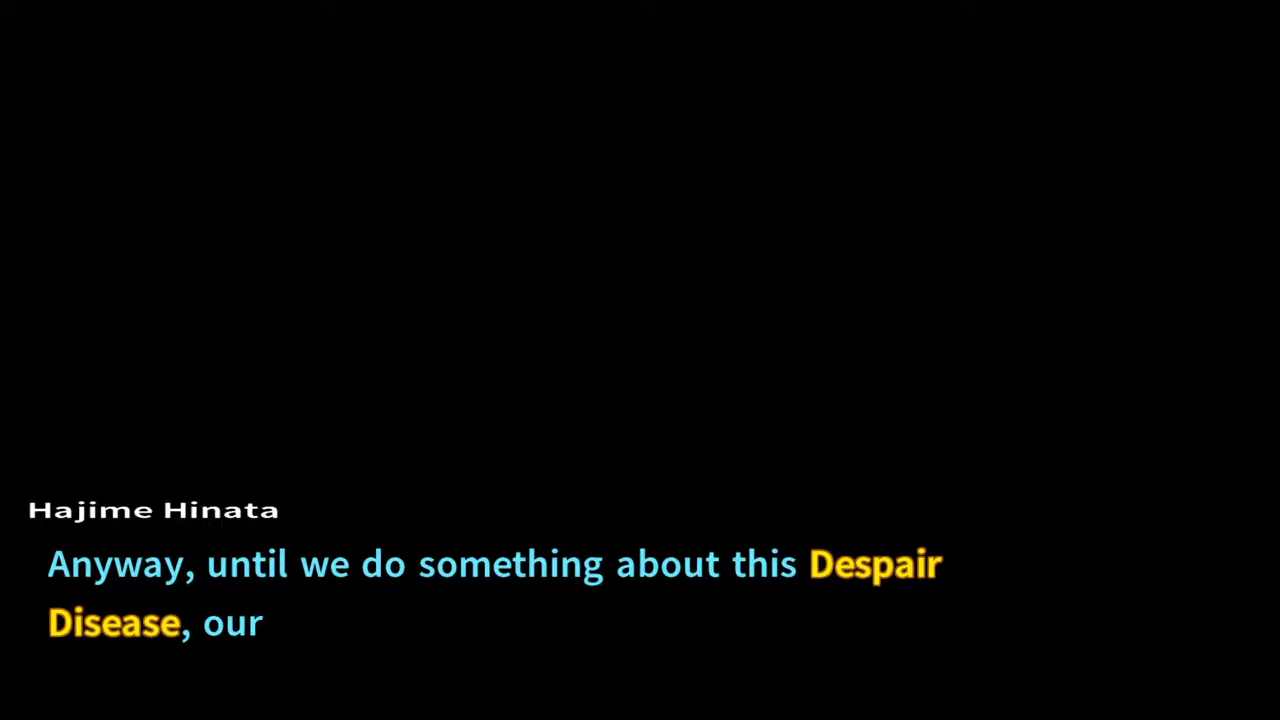 Hajime Hinata
Anyway, until we do something about this Despair
Disease, our